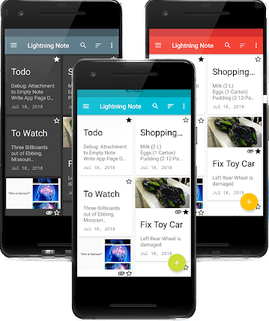 Lightning Note
Todo
Debug: Attachment
to Empty Note
Write App Page D...
Jul 18, 2018
To Watch
Three Billboards
out of Ebbing,
Missouri...
Jul 18, 2018
Lightning Note
Shopping...
Milk (2 L)
Eggs (1 Carton)
Pudding (2 12-Pa...
Jul 18, 2018
Fix Toy Car
Left Rear Wheel is
damaged
Jul 18, 2018
Lightning Note
Todo
Debug: Attachment
to Empty Note
Write App Page D...
Jul 18, 2018
Shopping...
Milk (2 L)
Eggs (1 Carton)
Pudding (2 12-Pa...
Jul 18, 2018
To Watch
Three Billboards
out of Ebbing,
Missouri...
Jul 18, 2018
Fix Toy Car
Left Rear Wheel is
damaged
Jul 18, 2018